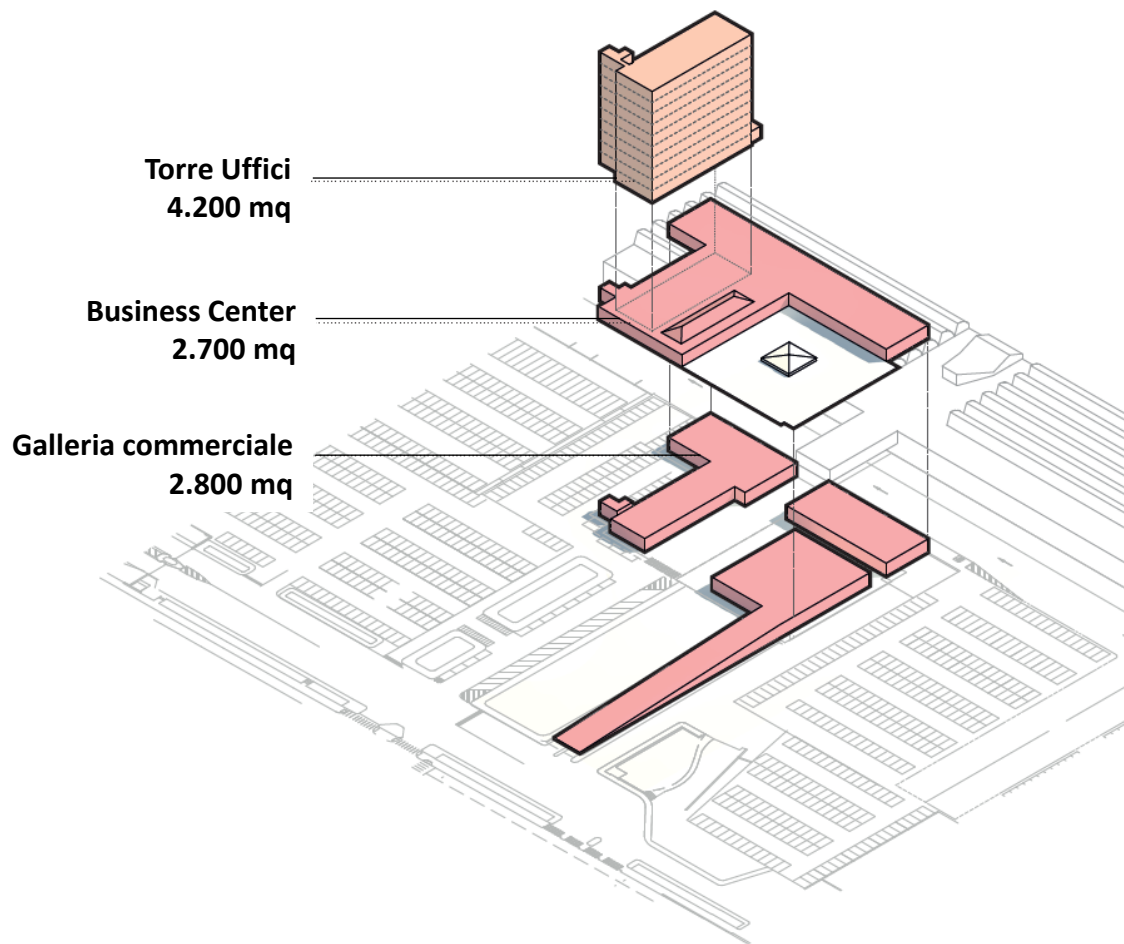 Torre Uffici
4.200 mq
Business Center
2.700 mq
Galleria commerciale
2.800 mq